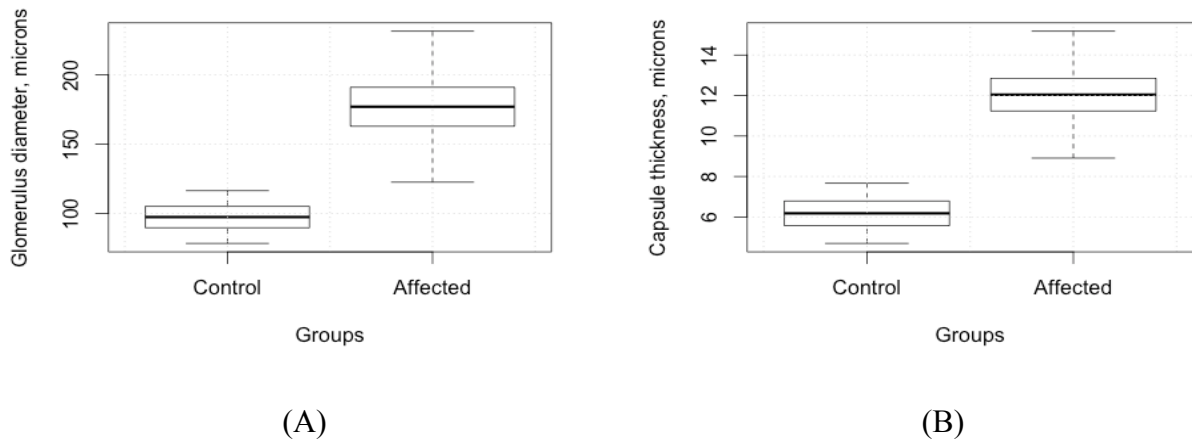 Glomerulus diameter, microns
200
150
100
Control Affected
Groups
(A)
Capsule thickness, microns
14
12
10
8
6
Control Affected
Groups
(B)